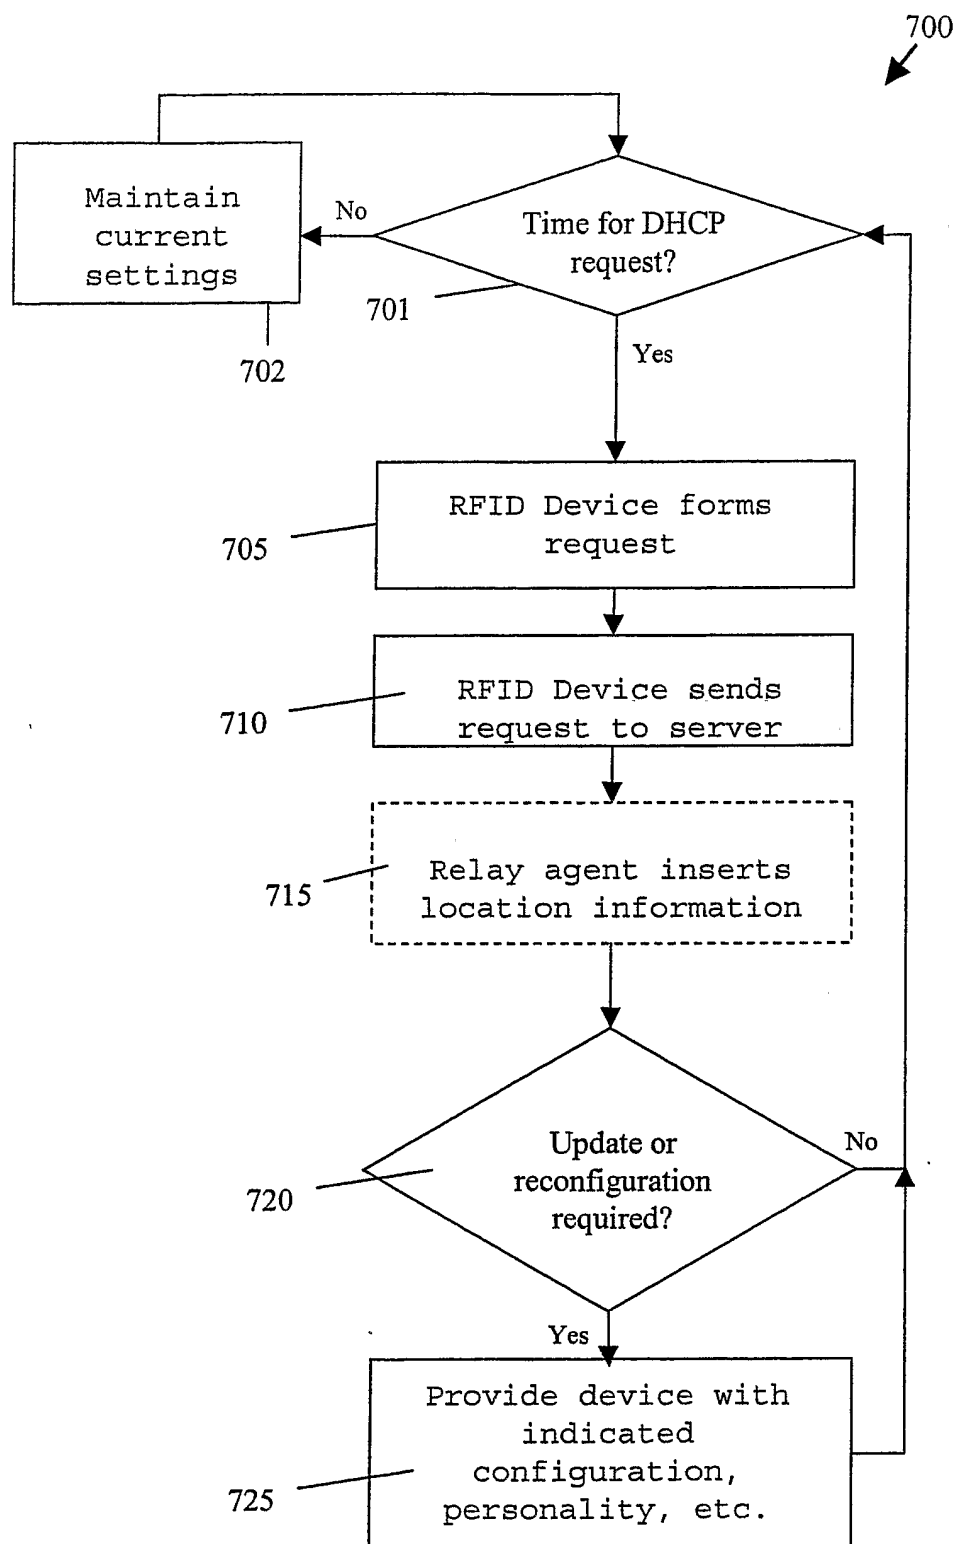 700
Maintain
current
settings
No
Time for DHCP
request?
701
702
Yes
RFID Device forms
request
705
RFID Device sends
request to server
710
Relay agent inserts
location information
715
Update or
reconfiguration
required?
No
720
Yes
Provide device with
indicated
configuration,
personality, etc.
725